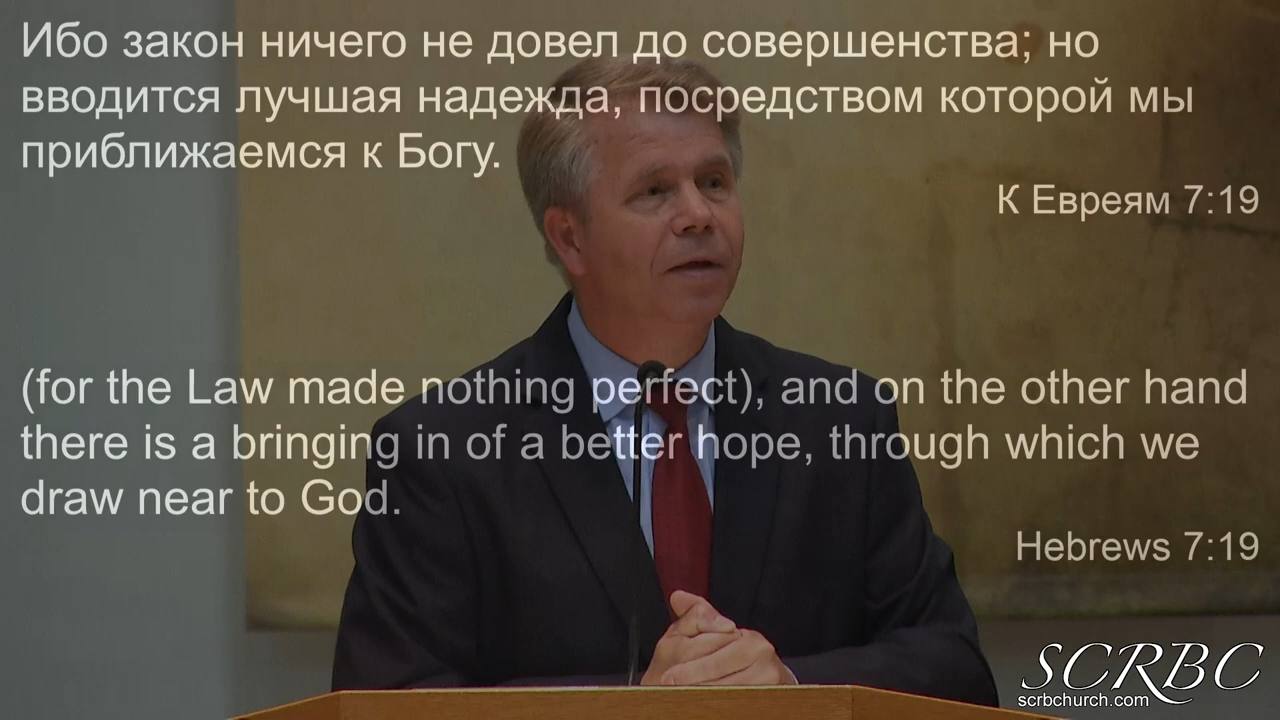 Ибо закон ничего не довел до совершенства; но
вводится лучшая надежда, посредством которой мы
приближаемся к Богу.
К Евреям 7:19
(for the Law made nothing perfect), and on the other hand
there is a bringing in of a better hope, through which we
draw near to God.
Hebrews 7:19
SCRBC
scrbchurch.com